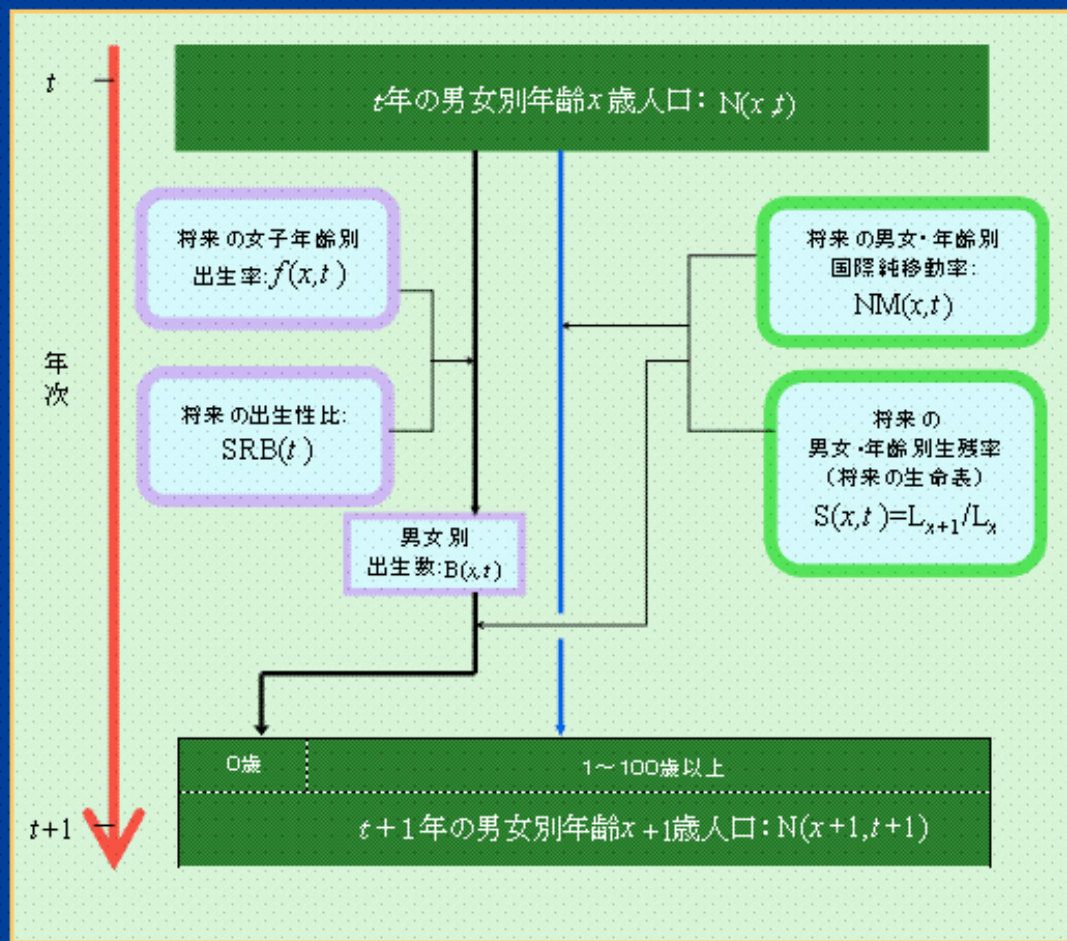 t
t年の男女別年齢x歳人口: N(x,t)
将来の女子年齢別
出生率:f(x,t)
将来の男女・年齢別
国際純移動率:
NM(x,t)
年
次
将来の出生性比:
SRB(t)
将来の
男女・年齢別生残率
(将来の生命表)
S(x,t)=Lx+1/Lx
男女別
出生数:B(x,t)
0歳
1〜100歳以上
t+1
t+1年の男女別年齢x+1歳人口:N(x+1,t+1)